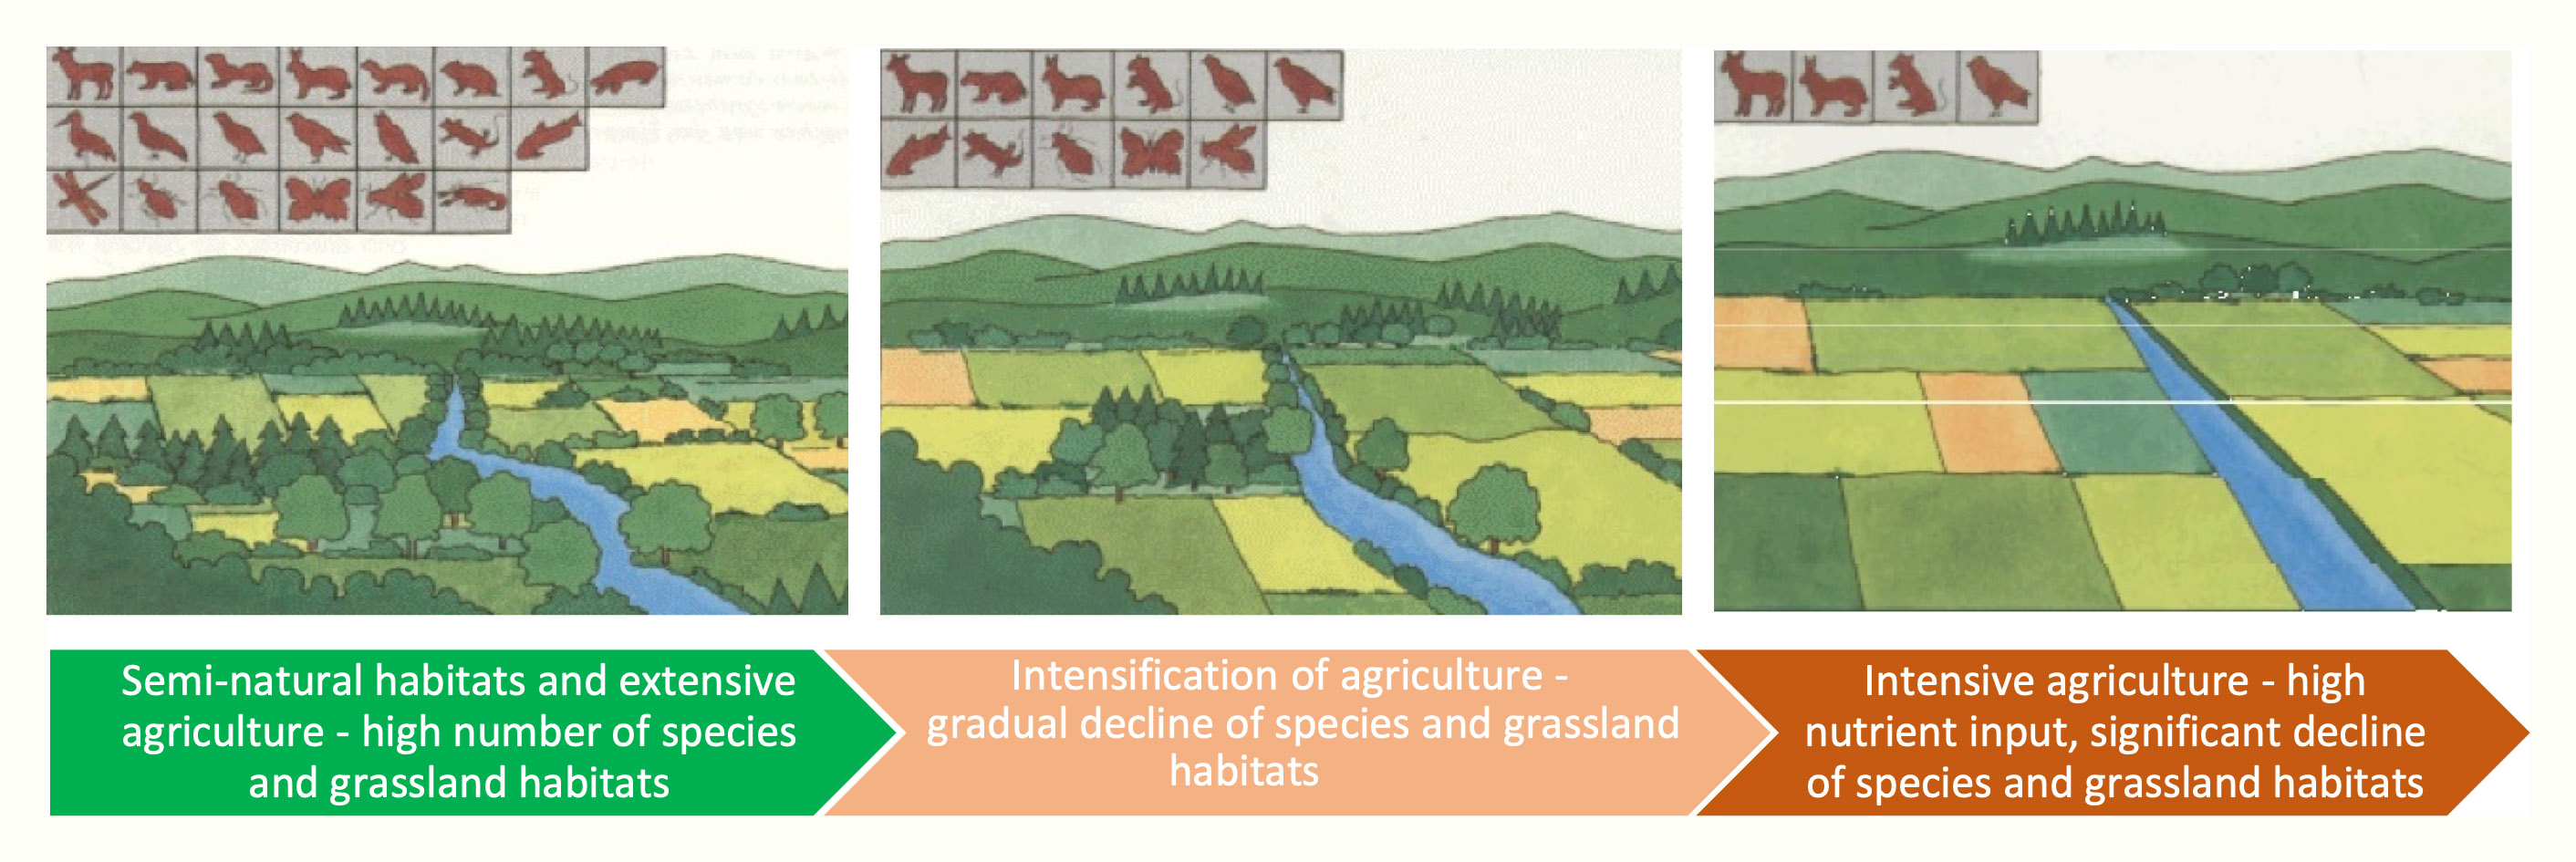 Semi-natural habitats and extensive
agriculture - high number of species
and grassland habitats
Intensification of agriculture -
gradual decline of species and grassland
habitats
Intensive agriculture - high
nutrient input, significant decline
of species and grassland habitats